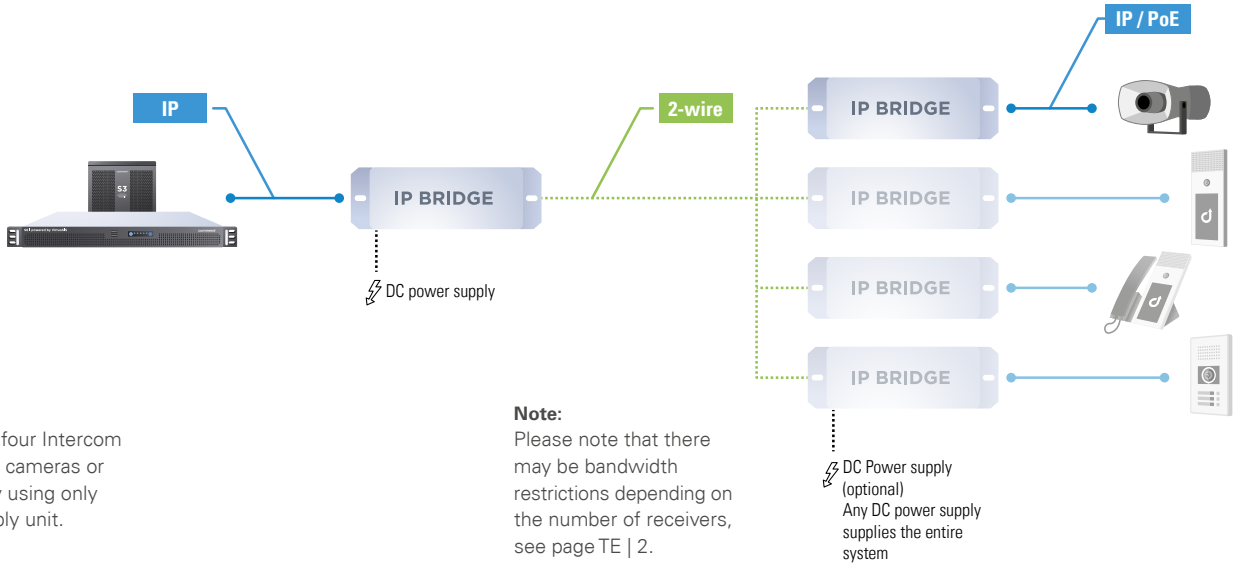 IP / PoE
IP
2-wire
IP BRIDGE
IP BRIDGE
IP BRIDGE
IP BRIDGE
IP BRIDGE
S3
DC power supply
Note:
Please note that there
may be bandwidth
restrictions depending on
the number of receivers,
see page TE | 2.
four Intercom
cameras or
using only
ply unit.
DC Power supply
(optional)
Any DC power supply
supplies the entire
system